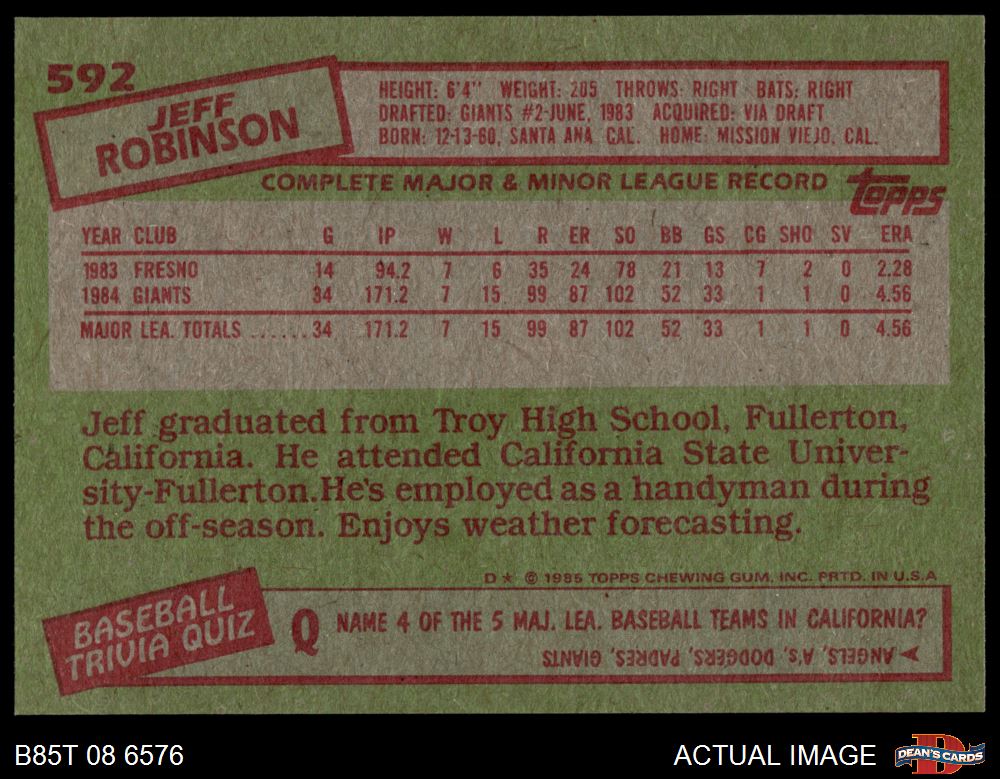 592
JEFF
ROBINSON
HEIGHT: 6'4" WEIGHT: 205 THROWS: RIGHT BATS: RIGHT
DRAFTED: GIANTS #2-JUNE, 1983 ACQUIRED: VIA DRAFT
BORN: 12-13-60, SANTA ANA, CAL. HOME: MISSION VIEJO, CAL.
COMPLETE MAJOR & MINOR LEAGUE RECORD topps
YEAR CLUB G IP W L R ER SO BB GS CG SHO SV ERA
1983 FRESNO 14 94.2 7 6 35 24 78 21 13 7 2 0 2.28
1984 GIANTS 34 171.2 7 15 99 87 102 52 33 1 1 0 4.56
MAJOR LEA. TOTALS ......34 171.2 7 15 99 87 102 52 33 1 1 0 4.56
Jeff graduated from Troy High School, Fullerton,
California. He attended California State Univer-
sity-Fullerton.He's employed as a handyman during
the off-season. Enjoys weather forecasting.
D★ © 1985 TOPPS CHEWING GUM, INC. PRTD. IN U.S.A
BASEBALL
TRIVIA QUIZ
Q NAME 4 OF THE 5 MAJ. LEA. BASEBALL TEAMS IN CALIFORNIA?
➤ANGELS, A's, DODGERS, PADRES, GIANTS
B85T 08 6576 ACTUAL IMAGE DEAN'S CARDS